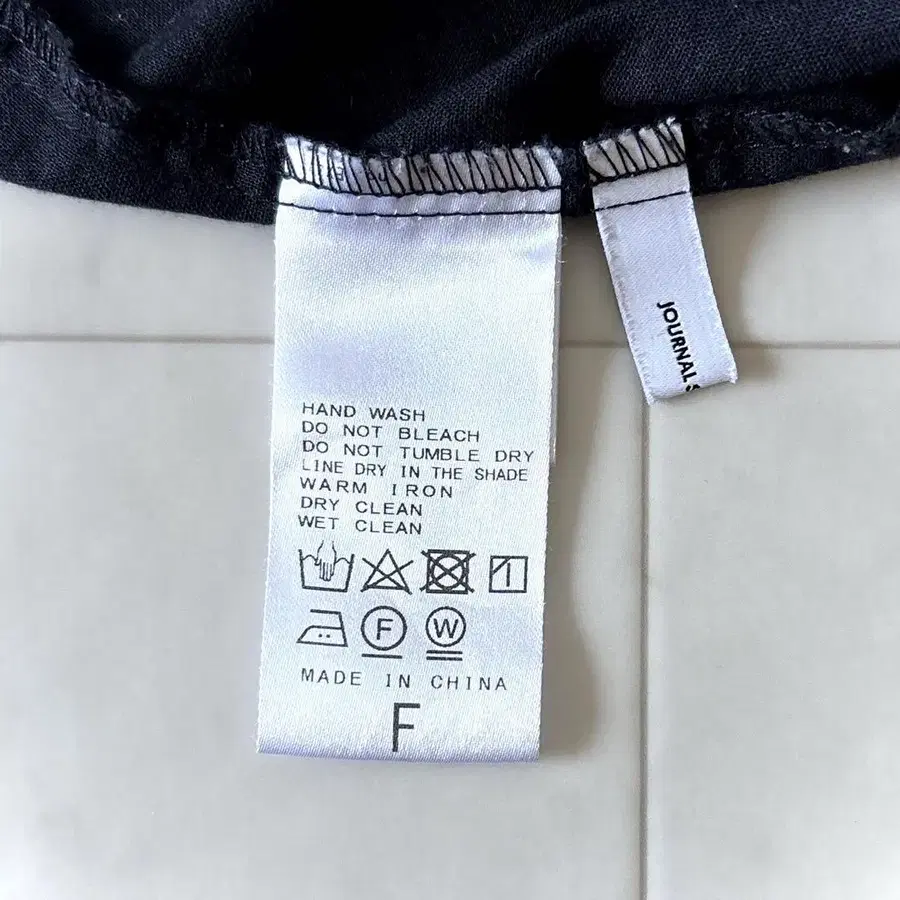 HAND WASH
DO NOT BLEACH
DO NOT TUMBLE DRY
LINE DRY IN THE SHADE
WARM IRON
DRY CLEAN
WET CLEAN
F W
MADE IN CHINA
F
JOURNAL